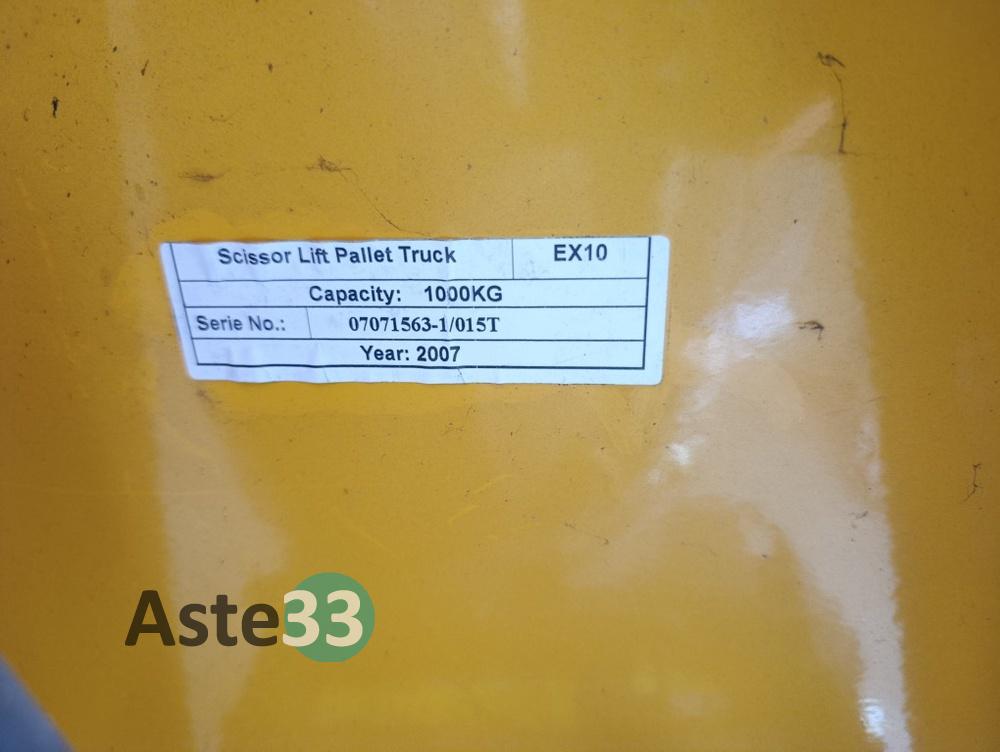 Scissor Lift Pallet Truck EX10
Capacity: 1000KG
Serie No.: 07071563-1/015T
Year: 2007
Aste33